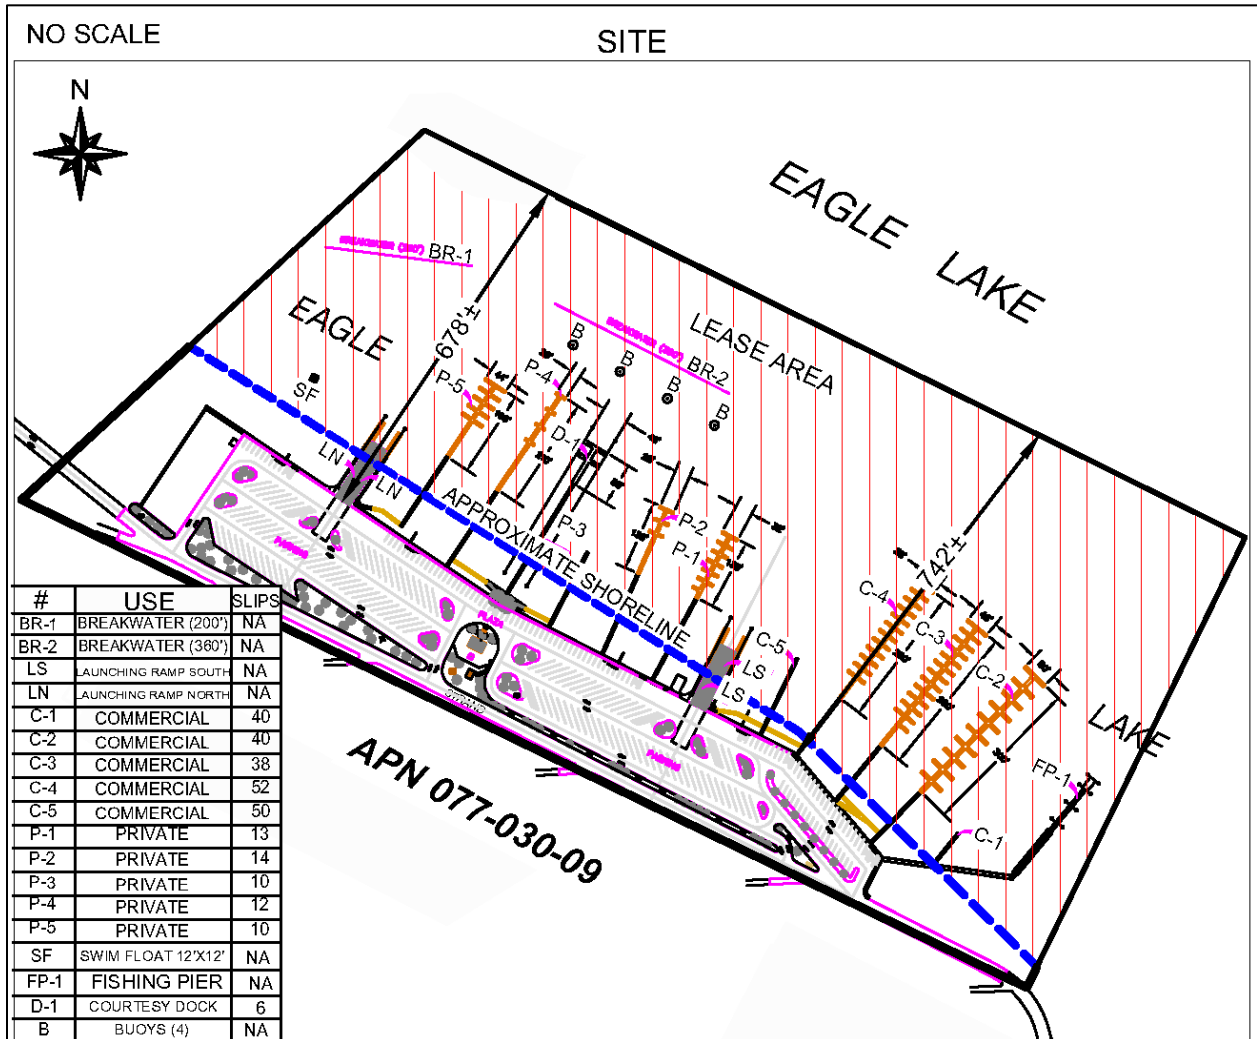 NO SCALE
SITE
N
EAGLE LAKE
BR-1
EAGLE
678'±
LEASE AREA
B
B
B
B
BR-2
P-4
P-5
SF
D-1
LN
LN
APPROXIMATE SHORELINE
P-3
P-2
P-1
742'±
C-4
C-3
C-2
C-5
LS
LS
LAKE
FP-1
C-1
PARKING
PLAZA
STRAND
PARKING
APN 077-030-09
# USE SLIPS
BR-1 BREAKWATER (200') NA
BR-2 BREAKWATER (360') NA
LS LAUNCHING RAMP SOUTH NA
LN LAUNCHING RAMP NORTH NA
C-1 COMMERCIAL 40
C-2 COMMERCIAL 40
C-3 COMMERCIAL 38
C-4 COMMERCIAL 52
C-5 COMMERCIAL 50
P-1 PRIVATE 13
P-2 PRIVATE 14
P-3 PRIVATE 10
P-4 PRIVATE 12
P-5 PRIVATE 10
SF SWIM FLOAT 12'X12' NA
FP-1 FISHING PIER NA
D-1 COURTESY DOCK 6
B BUOYS (4) NA